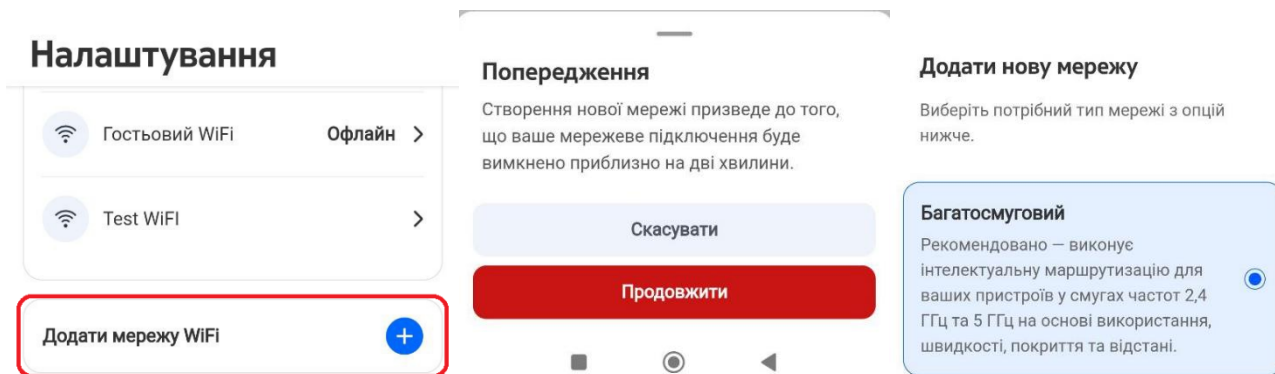 Налаштування
Гостьовий WiFi Офлайн
Test WiFI
Додати мережу WiFi
Попередження
Створення нової мережі призведе до того,
що ваше мережеве підключення буде
вимкнено приблизно на дві хвилини.
Скасувати
Продовжити
Додати нову мережу
Виберіть потрібний тип мережі з опцій
нижче.
Багатосмуговий
Рекомендовано — виконує
інтелектуальну маршрутизацію для
ваших пристроїв у смугах частот 2,4
ГГц та 5 ГГц на основі використання,
швидкості, покриття та відстані.